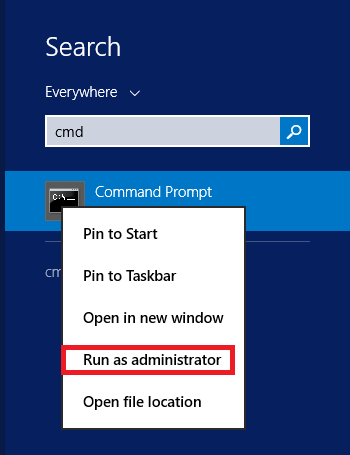 Search
Everywhere
cmd
Command Prompt
Pin to Start
Pin to Taskbar
Open in new window
Run as administrator
Open file location